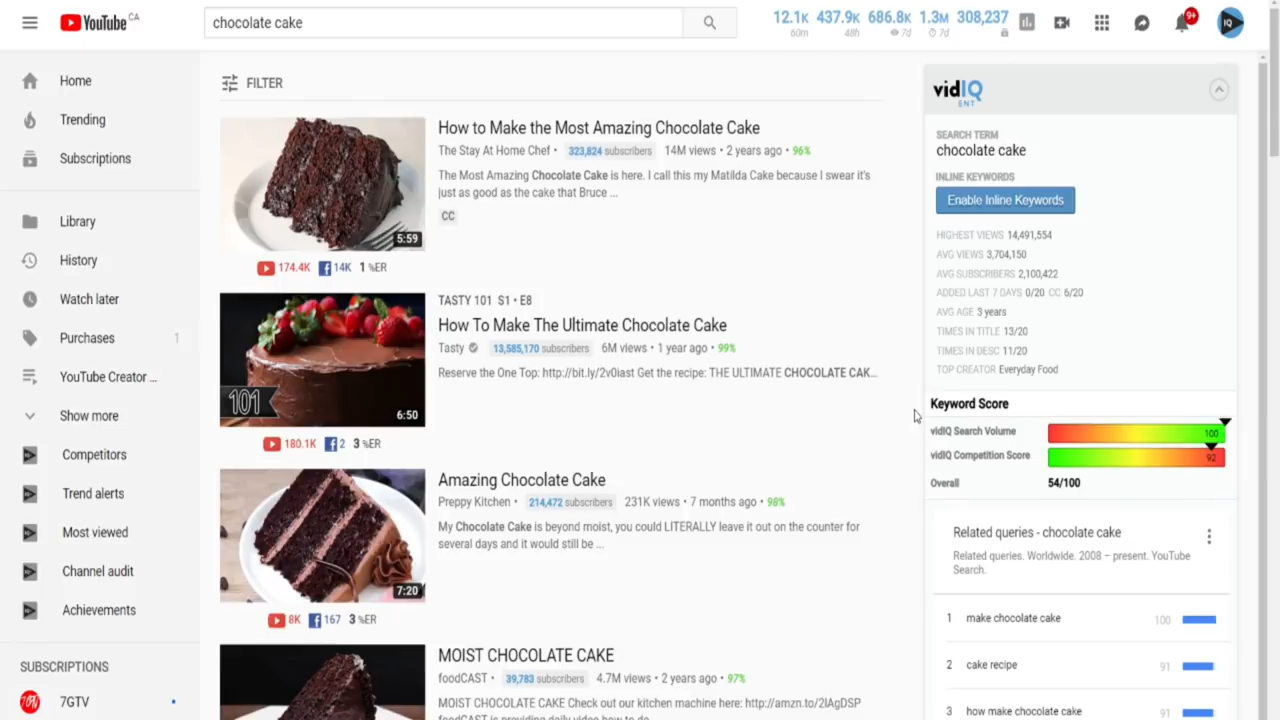 YouTube CA
chocolate cake
12.1K 437.9K 686.8K 1.3M 308,237
60m 48h 7d 7d
9+
IQ
Home
Trending
Subscriptions
Library
History
Watch later
Purchases 1
YouTube Creator ...
Show more
Competitors
Trend alerts
Most viewed
Channel audit
Achievements
SUBSCRIPTIONS
7GTV
FILTER
5:59
174.4K 14K 1 %ER
How to Make the Most Amazing Chocolate Cake
The Stay At Home Chef • 323,824 subscribers 14M views • 2 years ago • 96%
The Most Amazing Chocolate Cake is here. I call this my Matilda Cake because I swear it's
just as good as the cake that Bruce ...
CC
101
6:50
180.1K 2 3 %ER
TASTY 101 S1 • E8
How To Make The Ultimate Chocolate Cake
Tasty 13,585,170 subscribers 6M views • 1 year ago • 99%
Reserve the One Top: http://bit.ly/2v0iast Get the recipe: THE ULTIMATE CHOCOLATE CAK...
7:20
8K 167 3 %ER
Amazing Chocolate Cake
Preppy Kitchen • 214,472 subscribers 231K views • 7 months ago • 98%
My Chocolate Cake is beyond moist, you could LITERALLY leave it out on the counter for
several days and it would still be ...
MOIST CHOCOLATE CAKE
foodCAST • 39,783 subscribers 4.7M views • 2 years ago • 97%
MOIST CHOCOLATE CAKE Check out our kitchen machine here: http://amzn.to/2lAgDSP
foodCAST is providing daily video how to do
vidIQ
ENT
SEARCH TERM
chocolate cake
INLINE KEYWORDS
Enable Inline Keywords
HIGHEST VIEWS 14,491,554
AVG VIEWS 3,704,150
AVG SUBSCRIBERS 2,100,422
ADDED LAST 7 DAYS 0/20 CC 6/20
AVG AGE 3 years
TIMES IN TITLE 13/20
TIMES IN DESC 11/20
TOP CREATOR Everyday Food
Keyword Score
vidIQ Search Volume 100
vidIQ Competition Score 92
Overall 54/100
Related queries - chocolate cake
Related queries. Worldwide. 2008 – present. YouTube
Search.
1 make chocolate cake 100
2 cake recipe 91
3 how make chocolate cake 91